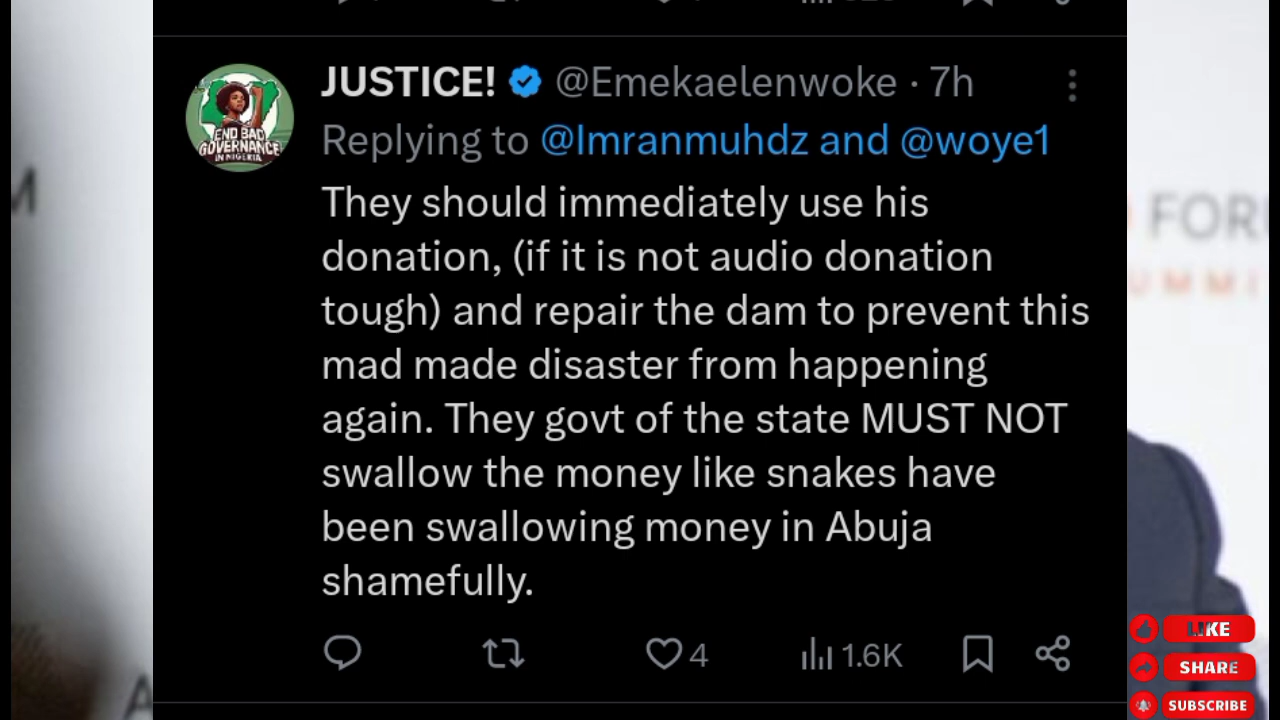 JUSTICE! @Emekaelenwoke · 7h
END BAD
GOVERNANCE
IN NIGERIA
Replying to @Imranmuhdz and @woye1
They should immediately use his
donation, (if it is not audio donation
tough) and repair the dam to prevent this
mad made disaster from happening
again. They govt of the state MUST NOT
swallow the money like snakes have
been swallowing money in Abuja
shamefully.
4
1.6K
LIKE
SHARE
SUBSCRIBE